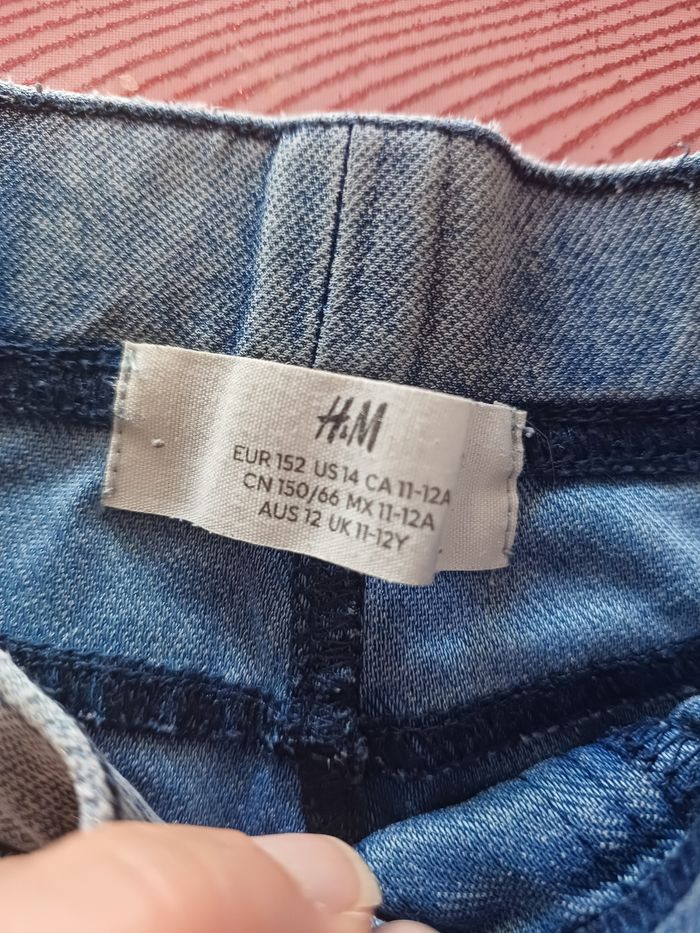 H&M
EUR 152 US 14 CA 11-12A
CN 150/66 MX 11-12A
AUS 12 UK 11-12Y